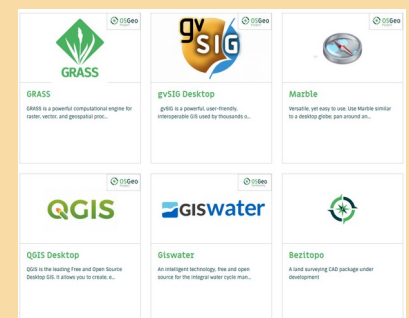 OSGeo
GRASS
GRASS
GRASS is a powerful computational engine for
raster, vector, and geospatial proc...
OSGeo
gvSIG
gvSIG Desktop
gvSIG is a powerful, user-friendly,
interoperable GIS used by thousands o...
Marble
Versatile, yet easy to use. Use Marble similar
to a desktop globe; pan around an...
OSGeo
QGIS
QGIS Desktop
QGIS is the leading Free and Open Source
Desktop GIS. It allows you to create, e...
OSGeo
GISwater
Giswater
An intelligent technology, free and open
source for the integral water cycle man...
Bezitopo
A land surveying CAD package under
development